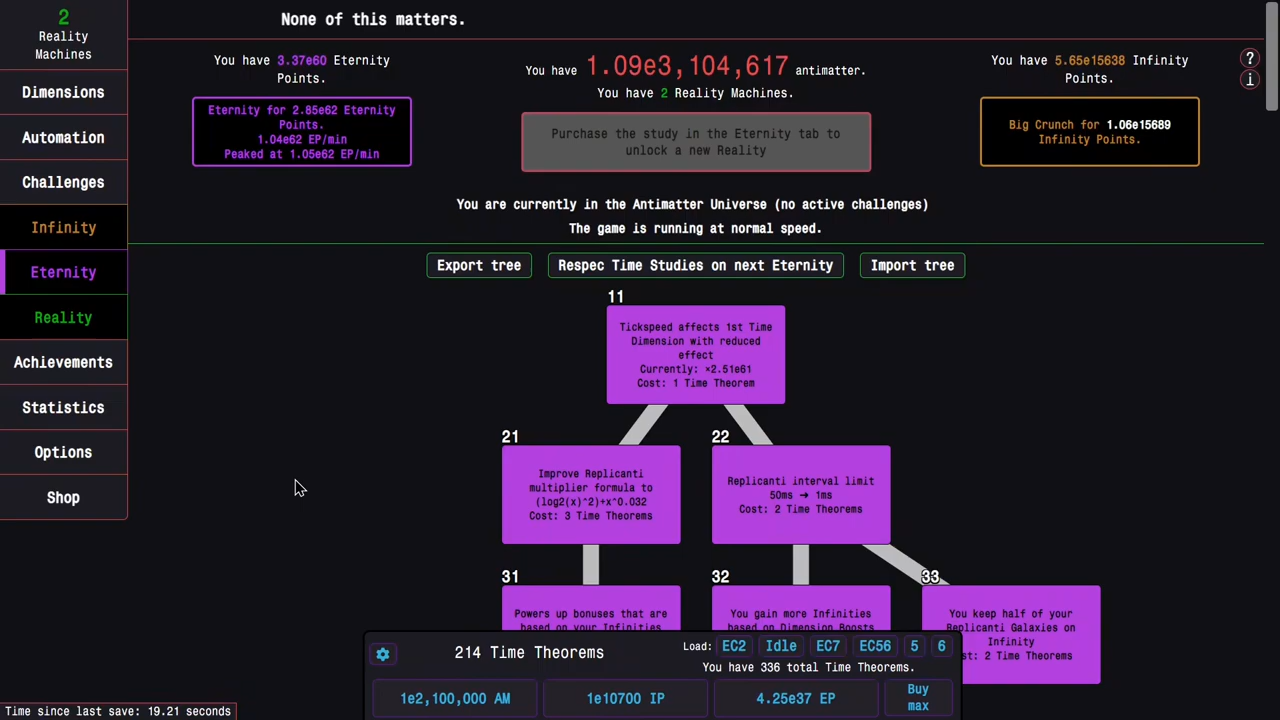 2
Reality
Machines
Dimensions
Automation
Challenges
Infinity
Eternity
Reality
Achievements
Statistics
Options
Shop
None of this matters.
You have 3.37e60 Eternity
Points.
Eternity for 2.85e62 Eternity
Points.
1.04e62 EP/min
Peaked at 1.05e62 EP/min
You have 1.09e3,104,617 antimatter.
You have 2 Reality Machines.
Purchase the study in the Eternity tab to
unlock a new Reality
You have 5.65e15638 Infinity
Points.
Big Crunch for 1.06e15689
Infinity Points.
?
i
You are currently in the Antimatter Universe (no active challenges)
The game is running at normal speed.
Export tree
Respec Time Studies on next Eternity
Import tree
11
Tickspeed affects 1st Time
Dimension with reduced
effect
Currently: ×2.51e61
Cost: 1 Time Theorem
21
Improve Replicanti
multiplier formula to
(log2(x)^2)+x^0.032
Cost: 3 Time Theorems
22
Replicanti interval limit
50ms ➜ 1ms
Cost: 2 Time Theorems
31
Powers up bonuses that are
based on your Infinities
32
You gain more Infinities
based on Dimension Boosts
33
You keep half of your
Replicanti Galaxies on
Infinity
st: 2 Time Theorems
214 Time Theorems
Load: EC2 Idle EC7 EC56 5 6
You have 336 total Time Theorems.
1e2,100,000 AM
1e10700 IP
4.25e37 EP
Buy
max
Time since last save: 19.21 seconds